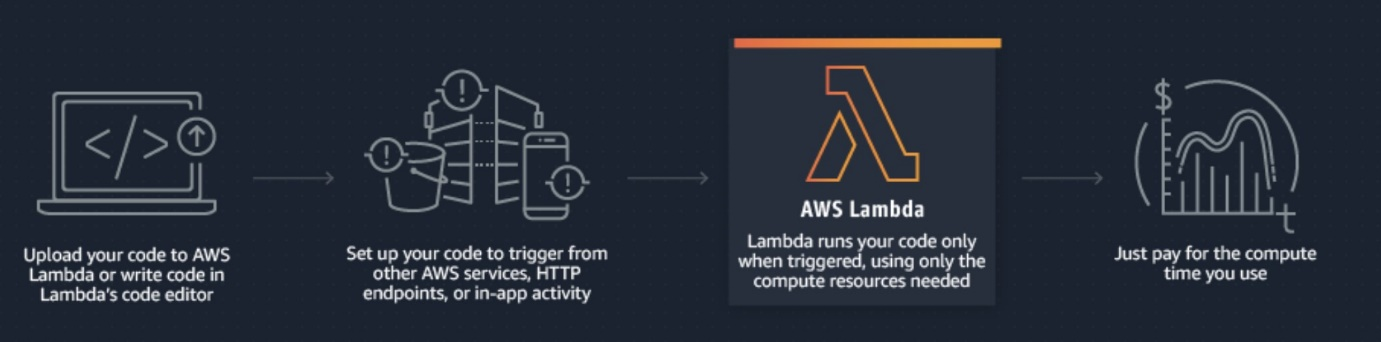 Upload your code to AWS
Lambda or write code in
Lambda's code editor
Set up your code to trigger from
other AWS services, HTTP
endpoints, or in-app activity
AWS Lambda
Lambda runs your code only
when triggered, using only the
compute resources needed
$
t
Just pay for the compute
time you use